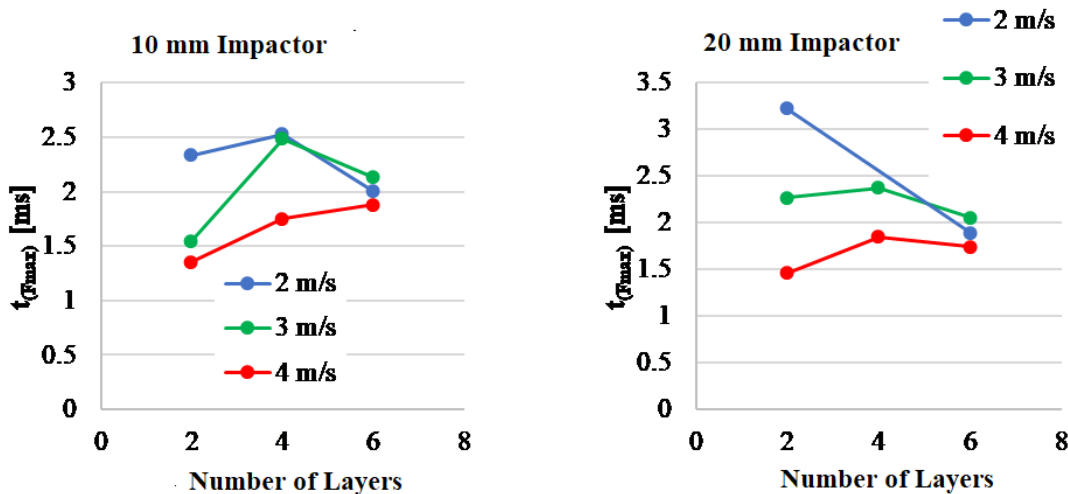 10 mm Impactor
3
2.5
2
1.5
1
0.5
0
t(Fmax) [ms]
2 m/s
3 m/s
4 m/s
0 2 4 6 8
Number of Layers
20 mm Impactor
2 m/s
3 m/s
4 m/s
3.5
3
2.5
2
1.5
1
0.5
0
t(Fmax) [ms]
0 2 4 6 8
Number of Layers